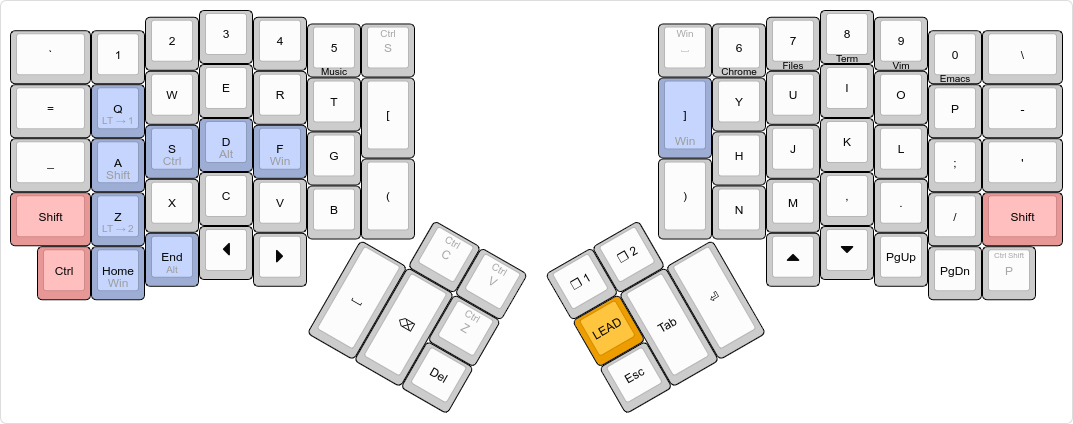 ` 1 2 3 4 5 Ctrl S
Music
= Q W E R T [
LT → 1
_ A S D F G
Shift Ctrl Alt Win
Shift Z X C V B (
LT → 2
Ctrl Home End
Win Alt
Ctrl C
Ctrl V
Ctrl Z
Del
Win 6 7 8 9 0 \
Chrome Files Term Vim Emacs
] Y U I O P -
Win
H J K L ; '
) N M , . / Shift
PgUp PgDn Ctrl Shift P
1
2
LEAD
Tab
Esc